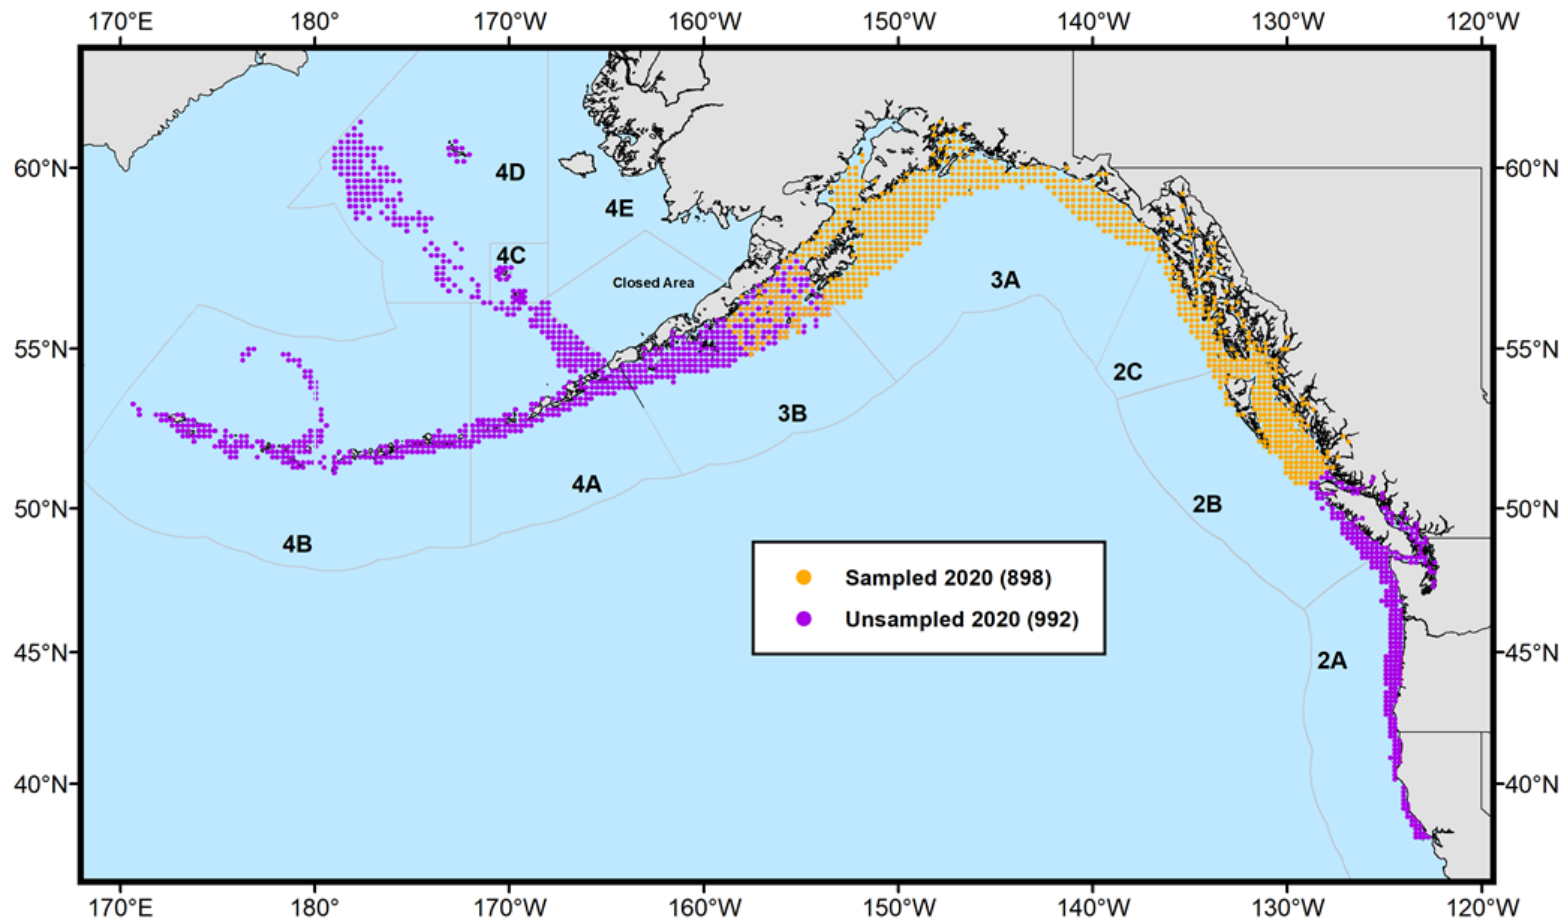 170°E 180° 170°W 160°W 150°W 140°W 130°W 120°W
60°N 60°N
4D
4E
4C
Closed Area
3A
55°N 55°N
2C
3B
4A
50°N 50°N
2B
4B
Sampled 2020 (898)
Unsampled 2020 (992)
45°N 45°N
2A
40°N 40°N
170°E 180° 170°W 160°W 150°W 140°W 130°W 120°W